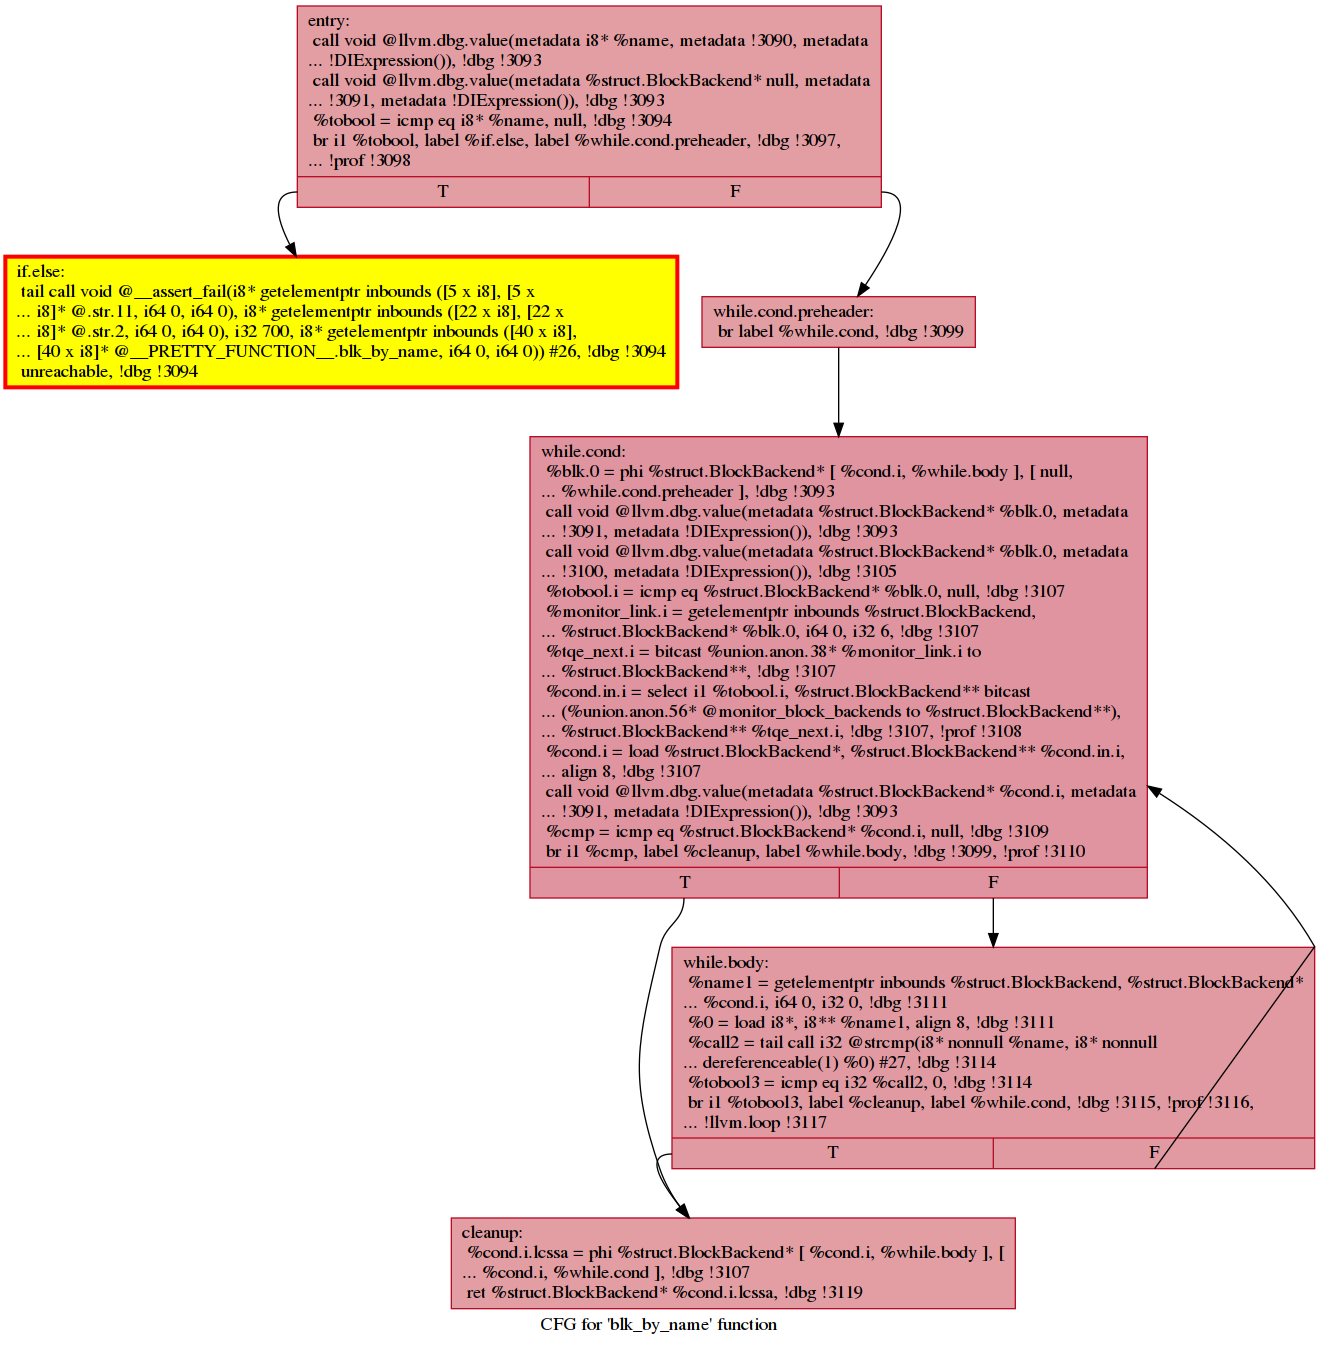 entry:
call void @llvm.dbg.value(metadata i8* %name, metadata !3090, metadata
... !DIExpression()), !dbg !3093
call void @llvm.dbg.value(metadata %struct.BlockBackend* null, metadata
... !3091, metadata !DIExpression()), !dbg !3093
%tobool = icmp eq i8* %name, null, !dbg !3094
br i1 %tobool, label %if.else, label %while.cond.preheader, !dbg !3097,
... !prof !3098
T
F
if.else:
tail call void @__assert_fail(i8* getelementptr inbounds ([5 x i8], [5 x
... i8]* @.str.11, i64 0, i64 0), i8* getelementptr inbounds ([22 x i8], [22 x
... i8]* @.str.2, i64 0, i64 0), i32 700, i8* getelementptr inbounds ([40 x i8],
... [40 x i8]* @__PRETTY_FUNCTION__.blk_by_name, i64 0, i64 0)) #26, !dbg !3094
unreachable, !dbg !3094
while.cond.preheader:
br label %while.cond, !dbg !3099
while.cond:
%blk.0 = phi %struct.BlockBackend* [ %cond.i, %while.body ], [ null,
... %while.cond.preheader ], !dbg !3093
call void @llvm.dbg.value(metadata %struct.BlockBackend* %blk.0, metadata
... !3091, metadata !DIExpression()), !dbg !3093
call void @llvm.dbg.value(metadata %struct.BlockBackend* %blk.0, metadata
... !3100, metadata !DIExpression()), !dbg !3105
%tobool.i = icmp eq %struct.BlockBackend* %blk.0, null, !dbg !3107
%monitor_link.i = getelementptr inbounds %struct.BlockBackend,
... %struct.BlockBackend* %blk.0, i64 0, i32 6, !dbg !3107
%tqe_next.i = bitcast %union.anon.38* %monitor_link.i to
... %struct.BlockBackend**, !dbg !3107
%cond.in.i = select i1 %tobool.i, %struct.BlockBackend** bitcast
... (%union.anon.56* @monitor_block_backends to %struct.BlockBackend**),
... %struct.BlockBackend** %tqe_next.i, !dbg !3107, !prof !3108
%cond.i = load %struct.BlockBackend*, %struct.BlockBackend** %cond.in.i,
... align 8, !dbg !3107
call void @llvm.dbg.value(metadata %struct.BlockBackend* %cond.i, metadata
... !3091, metadata !DIExpression()), !dbg !3093
%cmp = icmp eq %struct.BlockBackend* %cond.i, null, !dbg !3109
br i1 %cmp, label %cleanup, label %while.body, !dbg !3099, !prof !3110
T
F
while.body:
%name1 = getelementptr inbounds %struct.BlockBackend, %struct.BlockBackend*
... %cond.i, i64 0, i32 0, !dbg !3111
%0 = load i8*, i8** %name1, align 8, !dbg !3111
%call2 = tail call i32 @strcmp(i8* nonnull %name, i8* nonnull
... dereferenceable(1) %0) #27, !dbg !3114
%tobool3 = icmp eq i32 %call2, 0, !dbg !3114
br i1 %tobool3, label %cleanup, label %while.cond, !dbg !3115, !prof !3116,
... !llvm.loop !3117
T
F
cleanup:
%cond.i.lcssa = phi %struct.BlockBackend* [ %cond.i, %while.body ], [
... %cond.i, %while.cond ], !dbg !3107
ret %struct.BlockBackend* %cond.i.lcssa, !dbg !3119
CFG for 'blk_by_name' function